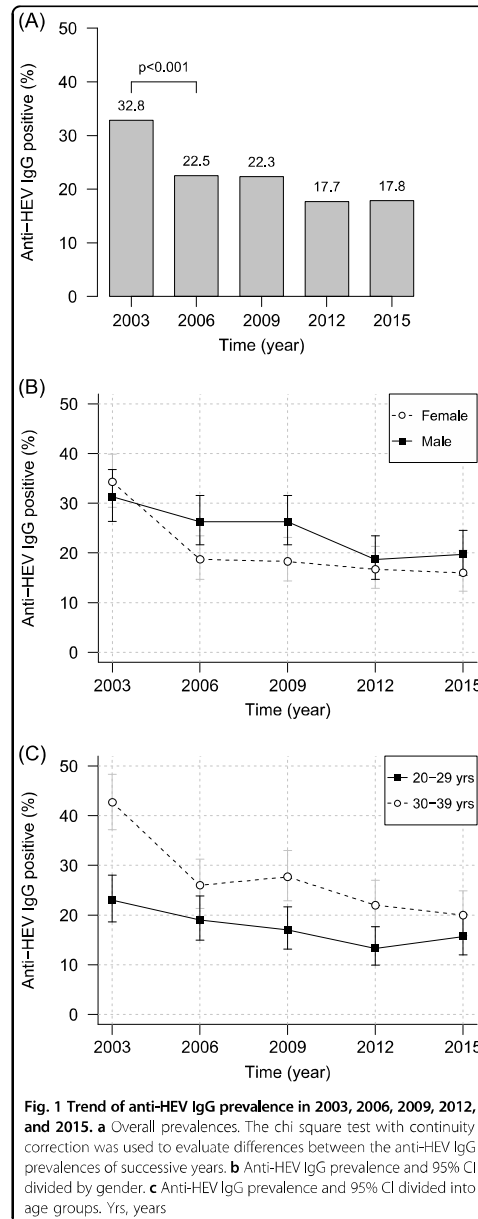 (A)
Anti−HEV IgG positive (%)
50
40
30
20
10
0
p<0.001
32.8
22.5
22.3
17.7
17.8
2003 2006 2009 2012 2015
Time (year)
(B)
Anti−HEV IgG positive (%)
50
40
30
20
10
0
Female
Male
2003 2006 2009 2012 2015
Time (year)
(C)
Anti−HEV IgG positive (%)
50
40
30
20
10
0
20−29 yrs
30−39 yrs
2003 2006 2009 2012 2015
Time (year)
Fig. 1 Trend of anti-HEV IgG prevalence in 2003, 2006, 2009, 2012,
and 2015. a Overall prevalences. The chi square test with continuity
correction was used to evaluate differences between the anti-HEV IgG
prevalences of successive years. b Anti-HEV IgG prevalence and 95% CI
divided by gender. c Anti-HEV IgG prevalence and 95% CI divided into
age groups. Yrs, years